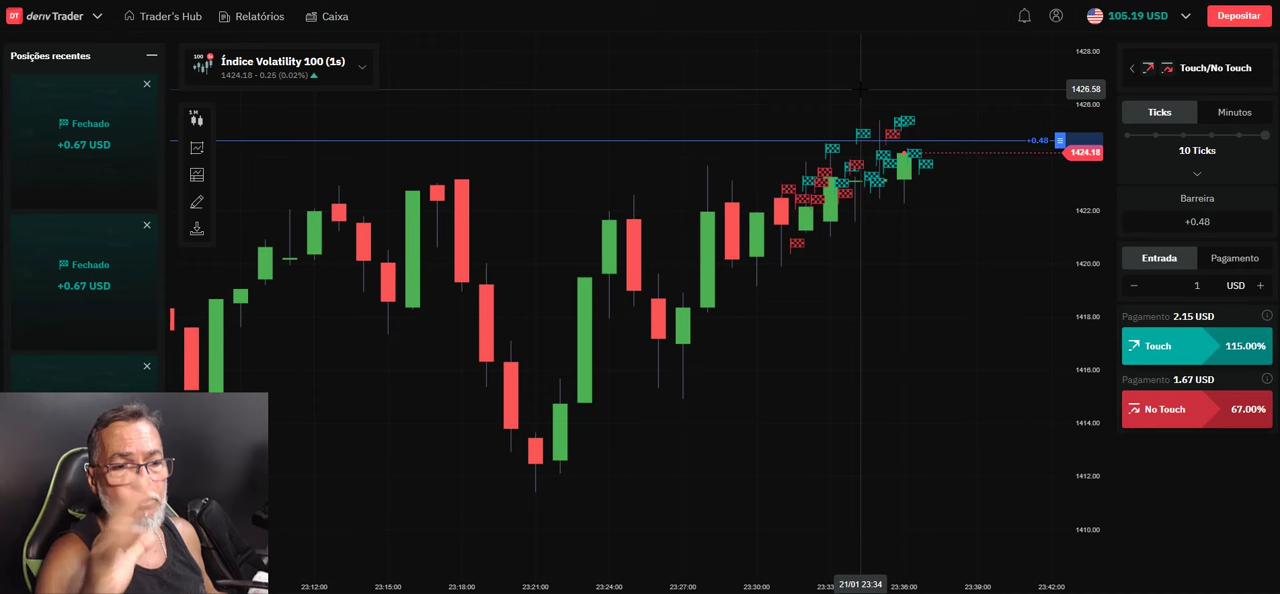 DT deriv Trader
Trader's Hub
Relatórios
Caixa
105.19 USD
Depositar
Posições recentes
Fechado
+0.67 USD
Fechado
+0.67 USD
100 1s
Índice Volatility 100 (1s)
1424.18 - 0.25 (0.02%)
1 M
1428.00
1426.58
1426.00
+0.48
1424.18
1422.00
1420.00
1418.00
1416.00
1414.00
1412.00
1410.00
23:12:00
23:15:00
23:18:00
23:21:00
23:24:00
23:27:00
23:30:00
23:33
21/01 23:34
23:36:00
23:39:00
23:42:00
Touch/No Touch
Ticks
Minutos
10 Ticks
Barreira
+0.48
Entrada
Pagamento
− 1 USD +
Pagamento 2.15 USD
Touch 115.00%
Pagamento 1.67 USD
No Touch 67.00%